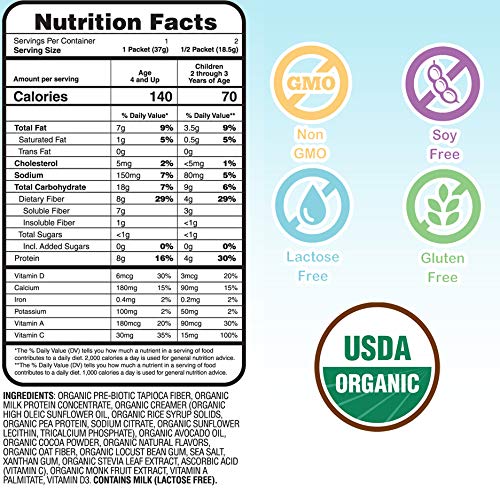 Nutrition Facts
Servings Per Container 1 2
Serving Size 1 Packet (37g) 1/2 Packet (18.5g)
Amount per serving Age 4 and Up Children 2 through 3 Years of Age
Calories 140 70
% Daily Value* % Daily Value**
Total Fat 7g 9% 3.5g 9%
Saturated Fat 1g 5% 0.5g 5%
Trans Fat 0g 0g
Cholesterol 5mg 2% <5mg 1%
Sodium 150mg 7% 80mg 5%
Total Carbohydrate 18g 7% 9g 6%
Dietary Fiber 8g 29% 4g 29%
Soluble Fiber 7g 3g
Insoluble Fiber 1g <1g
Total Sugars <1g <1g
Incl. Added Sugars 0g 0% 0g 0%
Protein 8g 16% 4g 30%
Vitamin D 6mcg 30% 3mcg 20%
Calcium 180mg 15% 90mg 15%
Iron 0.4mg 2% 0.2mg 2%
Potassium 100mg 2% 50mg 2%
Vitamin A 180mcg 20% 90mcg 30%
Vitamin C 30mg 35% 15mg 100%
*The % Daily Value (DV) tells you how much a nutrient in a serving of food
contributes to a daily diet. 2,000 calories a day is used for general nutrition advice.
**The % Daily Value (DV) tells you how much a nutrient in a serving of food
contributes to a daily diet. 1,000 calories a day is used for general nutrition advice.
INGREDIENTS: ORGANIC PRE-BIOTIC TAPIOCA FIBER, ORGANIC
MILK PROTEIN CONCENTRATE, ORGANIC CREAMER (ORGANIC
HIGH OLEIC SUNFLOWER OIL, ORGANIC RICE SYRUP SOLIDS,
ORGANIC PEA PROTEIN, SODIUM CITRATE, ORGANIC SUNFLOWER
LECITHIN, TRICALCIUM PHOSPHATE), ORGANIC AVOCADO OIL,
ORGANIC COCOA POWDER, ORGANIC NATURAL FLAVORS,
ORGANIC OAT FIBER, ORGANIC LOCUST BEAN GUM, SEA SALT,
XANTHAN GUM, ORGANIC STEVIA LEAF EXTRACT, ASCORBIC ACID
(VITAMIN C), ORGANIC MONK FRUIT EXTRACT, VITAMIN A
PALMITATE, VITAMIN D3. CONTAINS MILK (LACTOSE FREE).
GMO
Non
GMO
Soy
Free
Lactose
Free
Gluten
Free
USDA
ORGANIC